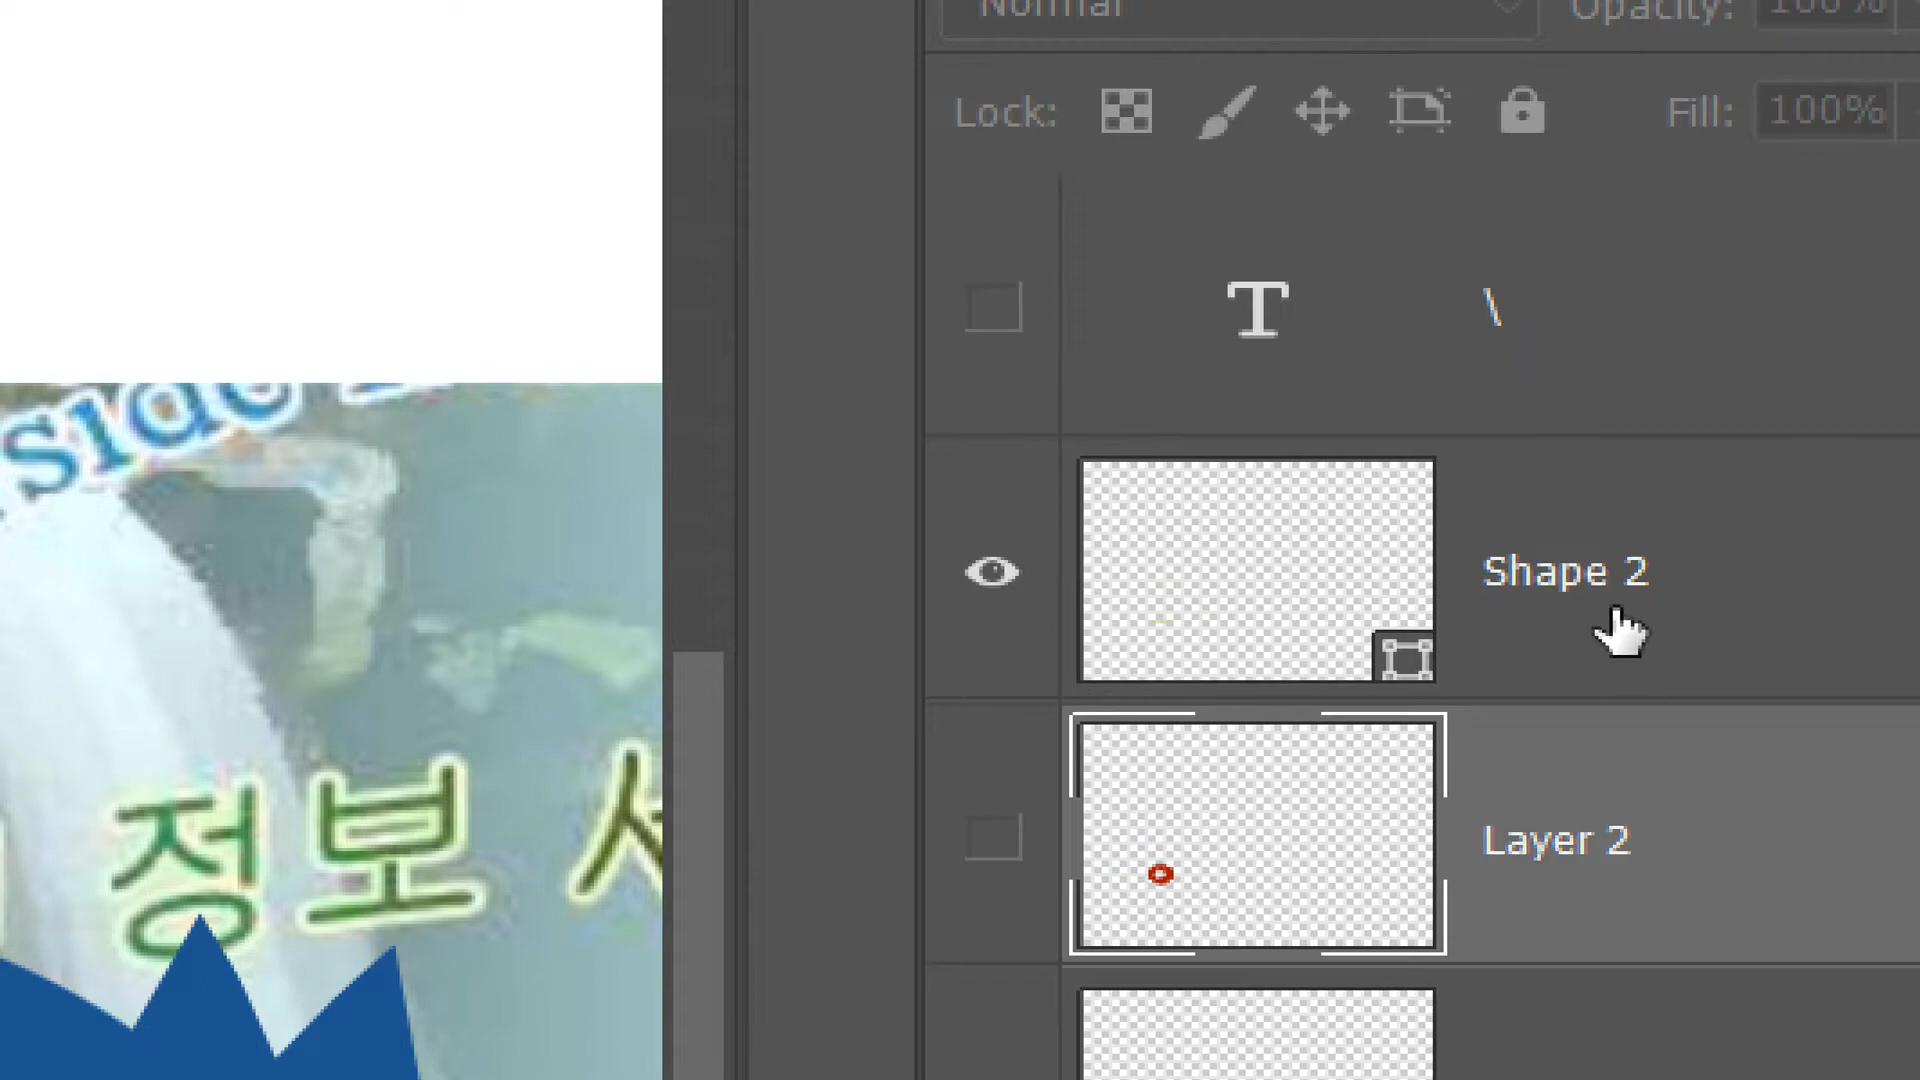 Normal
Opacity: 100%
Lock:
Fill: 100%
T
\
side
Shape 2
정보
Layer 2